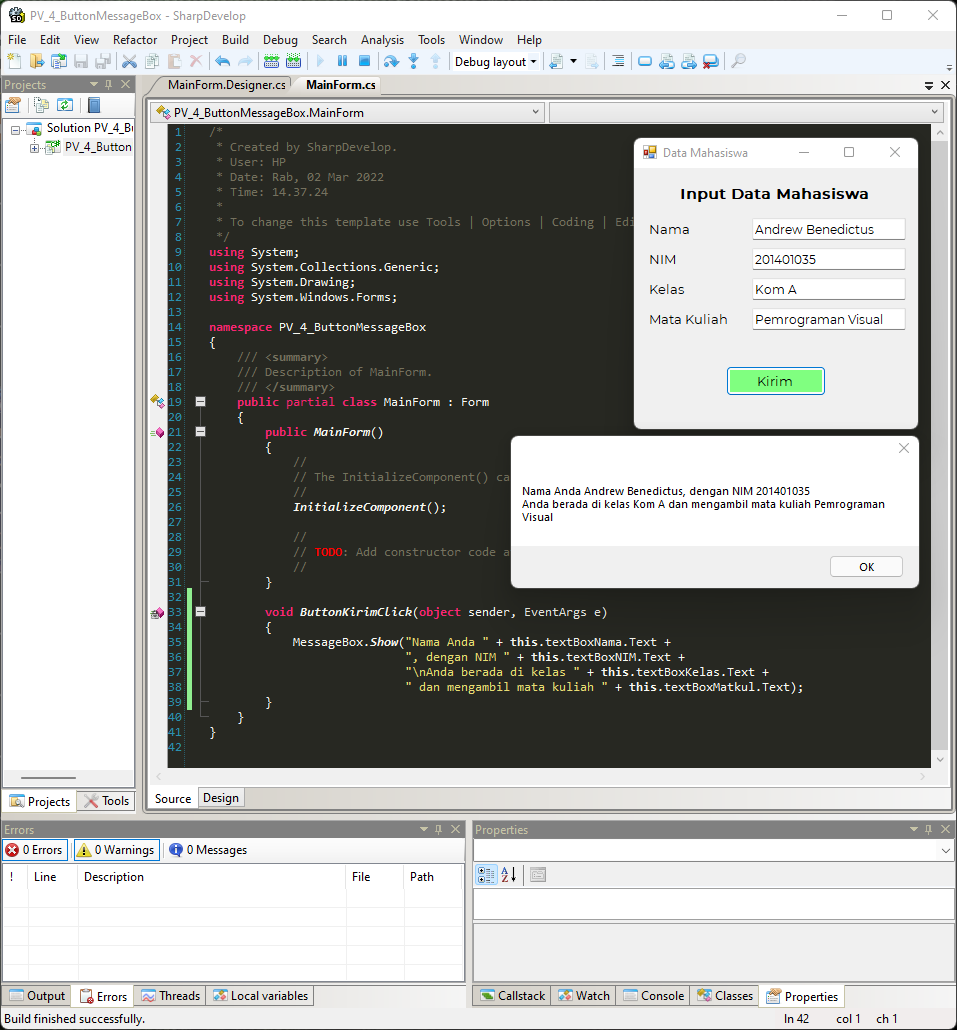 PV_4_ButtonMessageBox - SharpDevelop
File Edit View Refactor Project Build Debug Search Analysis Tools Window Help
Debug layout
Projects
MainForm.Designer.cs MainForm.cs
Solution PV_4_Bu
PV_4_Button
PV_4_ButtonMessageBox.MainForm
1 /*
2 * Created by SharpDevelop.
3 * User: HP
4 * Date: Rab, 02 Mar 2022
5 * Time: 14.37.24
6 *
7 * To change this template use Tools | Options | Coding | Edi
8 */
9 using System;
10 using System.Collections.Generic;
11 using System.Drawing;
12 using System.Windows.Forms;
13
14 namespace PV_4_ButtonMessageBox
15 {
16 /// <summary>
17 /// Description of MainForm.
18 /// </summary>
19 public partial class MainForm : Form
20 {
21 public MainForm()
22 {
23 //
24 // The InitializeComponent() ca
25 //
26 InitializeComponent();
27
28 //
29 // TODO: Add constructor code a
30 //
31 }
32
33 void ButtonKirimClick(object sender, EventArgs e)
34 {
35 MessageBox.Show("Nama Anda " + this.textBoxNama.Text +
36 ", dengan NIM " + this.textBoxNIM.Text +
37 "\nAnda berada di kelas " + this.textBoxKelas.Text +
38 " dan mengambil mata kuliah " + this.textBoxMatkul.Text);
39 }
40 }
41 }
42
Data Mahasiswa
Input Data Mahasiswa
Nama Andrew Benedictus
NIM 201401035
Kelas Kom A
Mata Kuliah Pemrograman Visual
Kirim
Nama Anda Andrew Benedictus, dengan NIM 201401035
Anda berada di kelas Kom A dan mengambil mata kuliah Pemrograman
Visual
OK
Projects Tools
Source Design
Errors
0 Errors 0 Warnings 0 Messages
! Line Description File Path
Properties
Output Errors Threads Local variables
Callstack Watch Console Classes Properties
Build finished successfully.
ln 42 col 1 ch 1